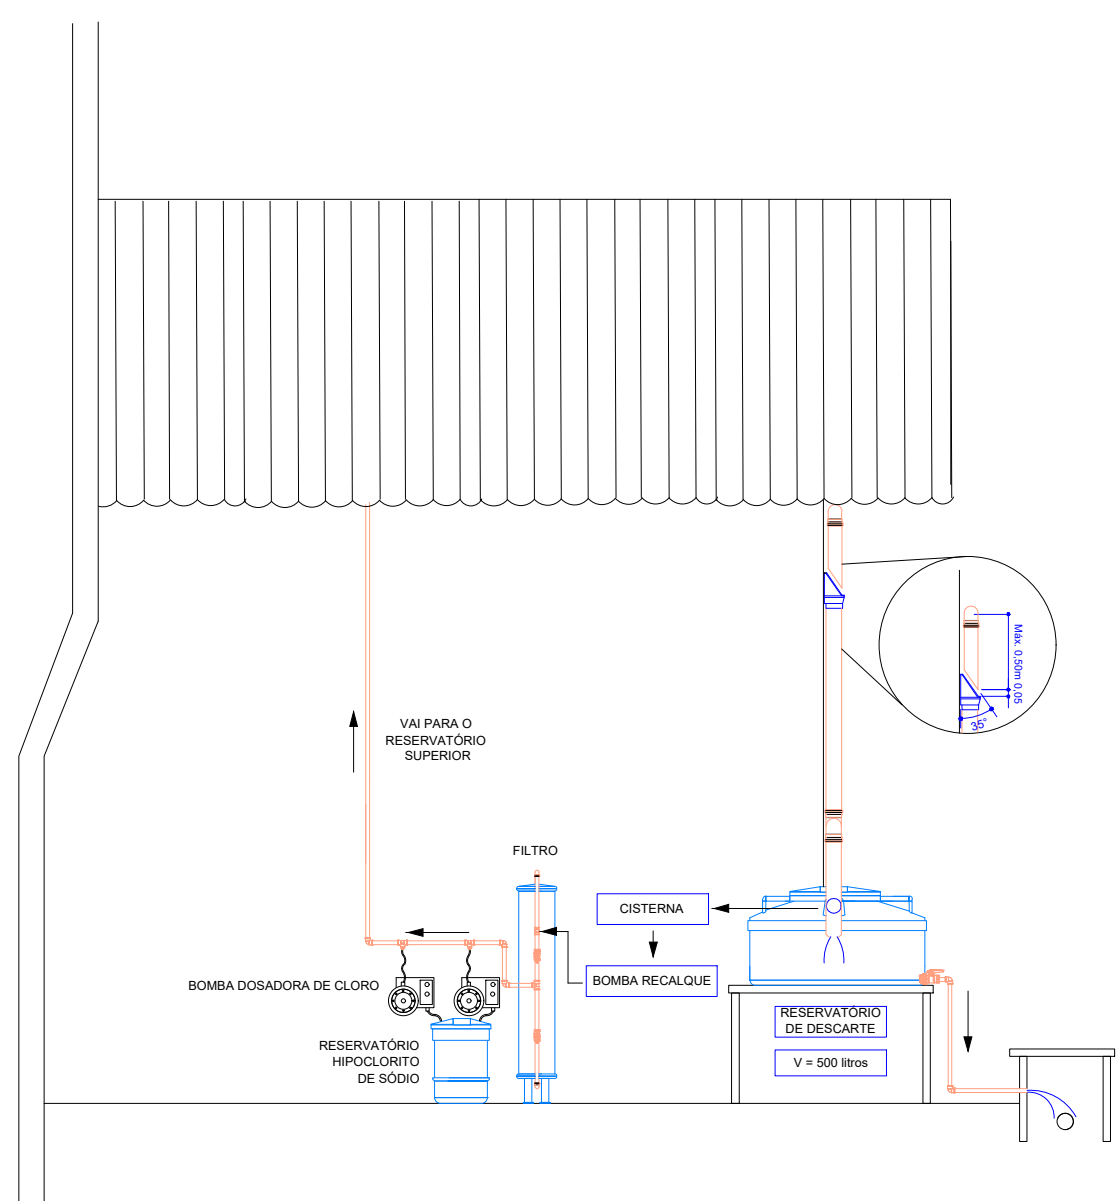 Máx. 0,50m 0,05
35°
VAI PARA O
RESERVATÓRIO
SUPERIOR
FILTRO
CISTERNA
BOMBA RECALQUE
BOMBA DOSADORA DE CLORO
RESERVATÓRIO
DE DESCARTE
V = 500 litros
RESERVATÓRIO
HIPOCLORITO
DE SÓDIO